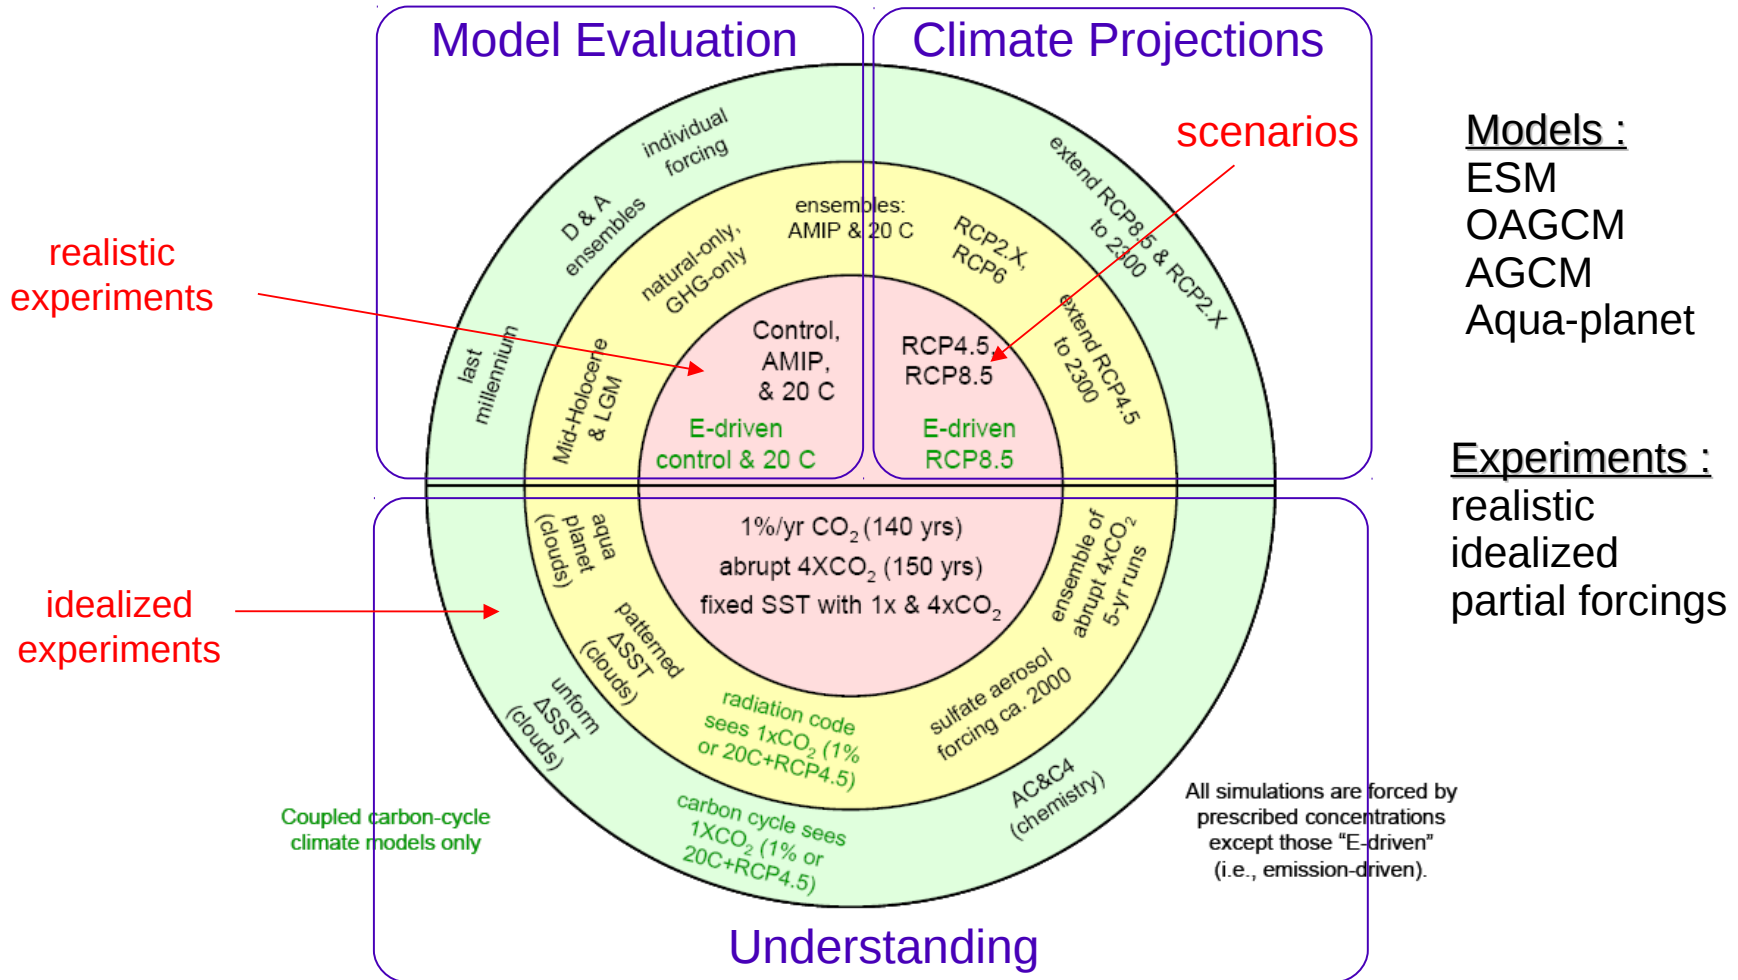 Model Evaluation
Climate Projections
individual
forcing
D & A
ensembles
last
millennium
extend RCP8.5 & RCP2.X
to 2300
ensembles:
AMIP & 20 C
natural-only,
GHG-only
Mid-Holocene
& LGM
RCP2.X,
RCP6
extend RCP4.5
to 2300
Control,
AMIP,
& 20 C
E-driven
control & 20 C
RCP4.5,
RCP8.5
E-driven
RCP8.5
scenarios
realistic
experiments
idealized
experiments
1%/yr CO₂ (140 yrs)
abrupt 4XCO₂ (150 yrs)
fixed SST with 1x & 4xCO₂
aqua
planet
(clouds)
patterned
ΔSST
(clouds)
unform
ΔSST
(clouds)
radiation code
sees 1xCO₂ (1%
or 20C+RCP4.5)
carbon cycle sees
1XCO₂ (1% or
20C+RCP4.5)
ensemble of
abrupt 4xCO₂
5-yr runs
sulfate aerosol
forcing ca. 2000
AC&C4
(chemistry)
Coupled carbon-cycle
climate models only
All simulations are forced by
prescribed concentrations
except those “E-driven”
(i.e., emission-driven).
Understanding
Models :
ESM
OAGCM
AGCM
Aqua-planet
Experiments :
realistic
idealized
partial forcings